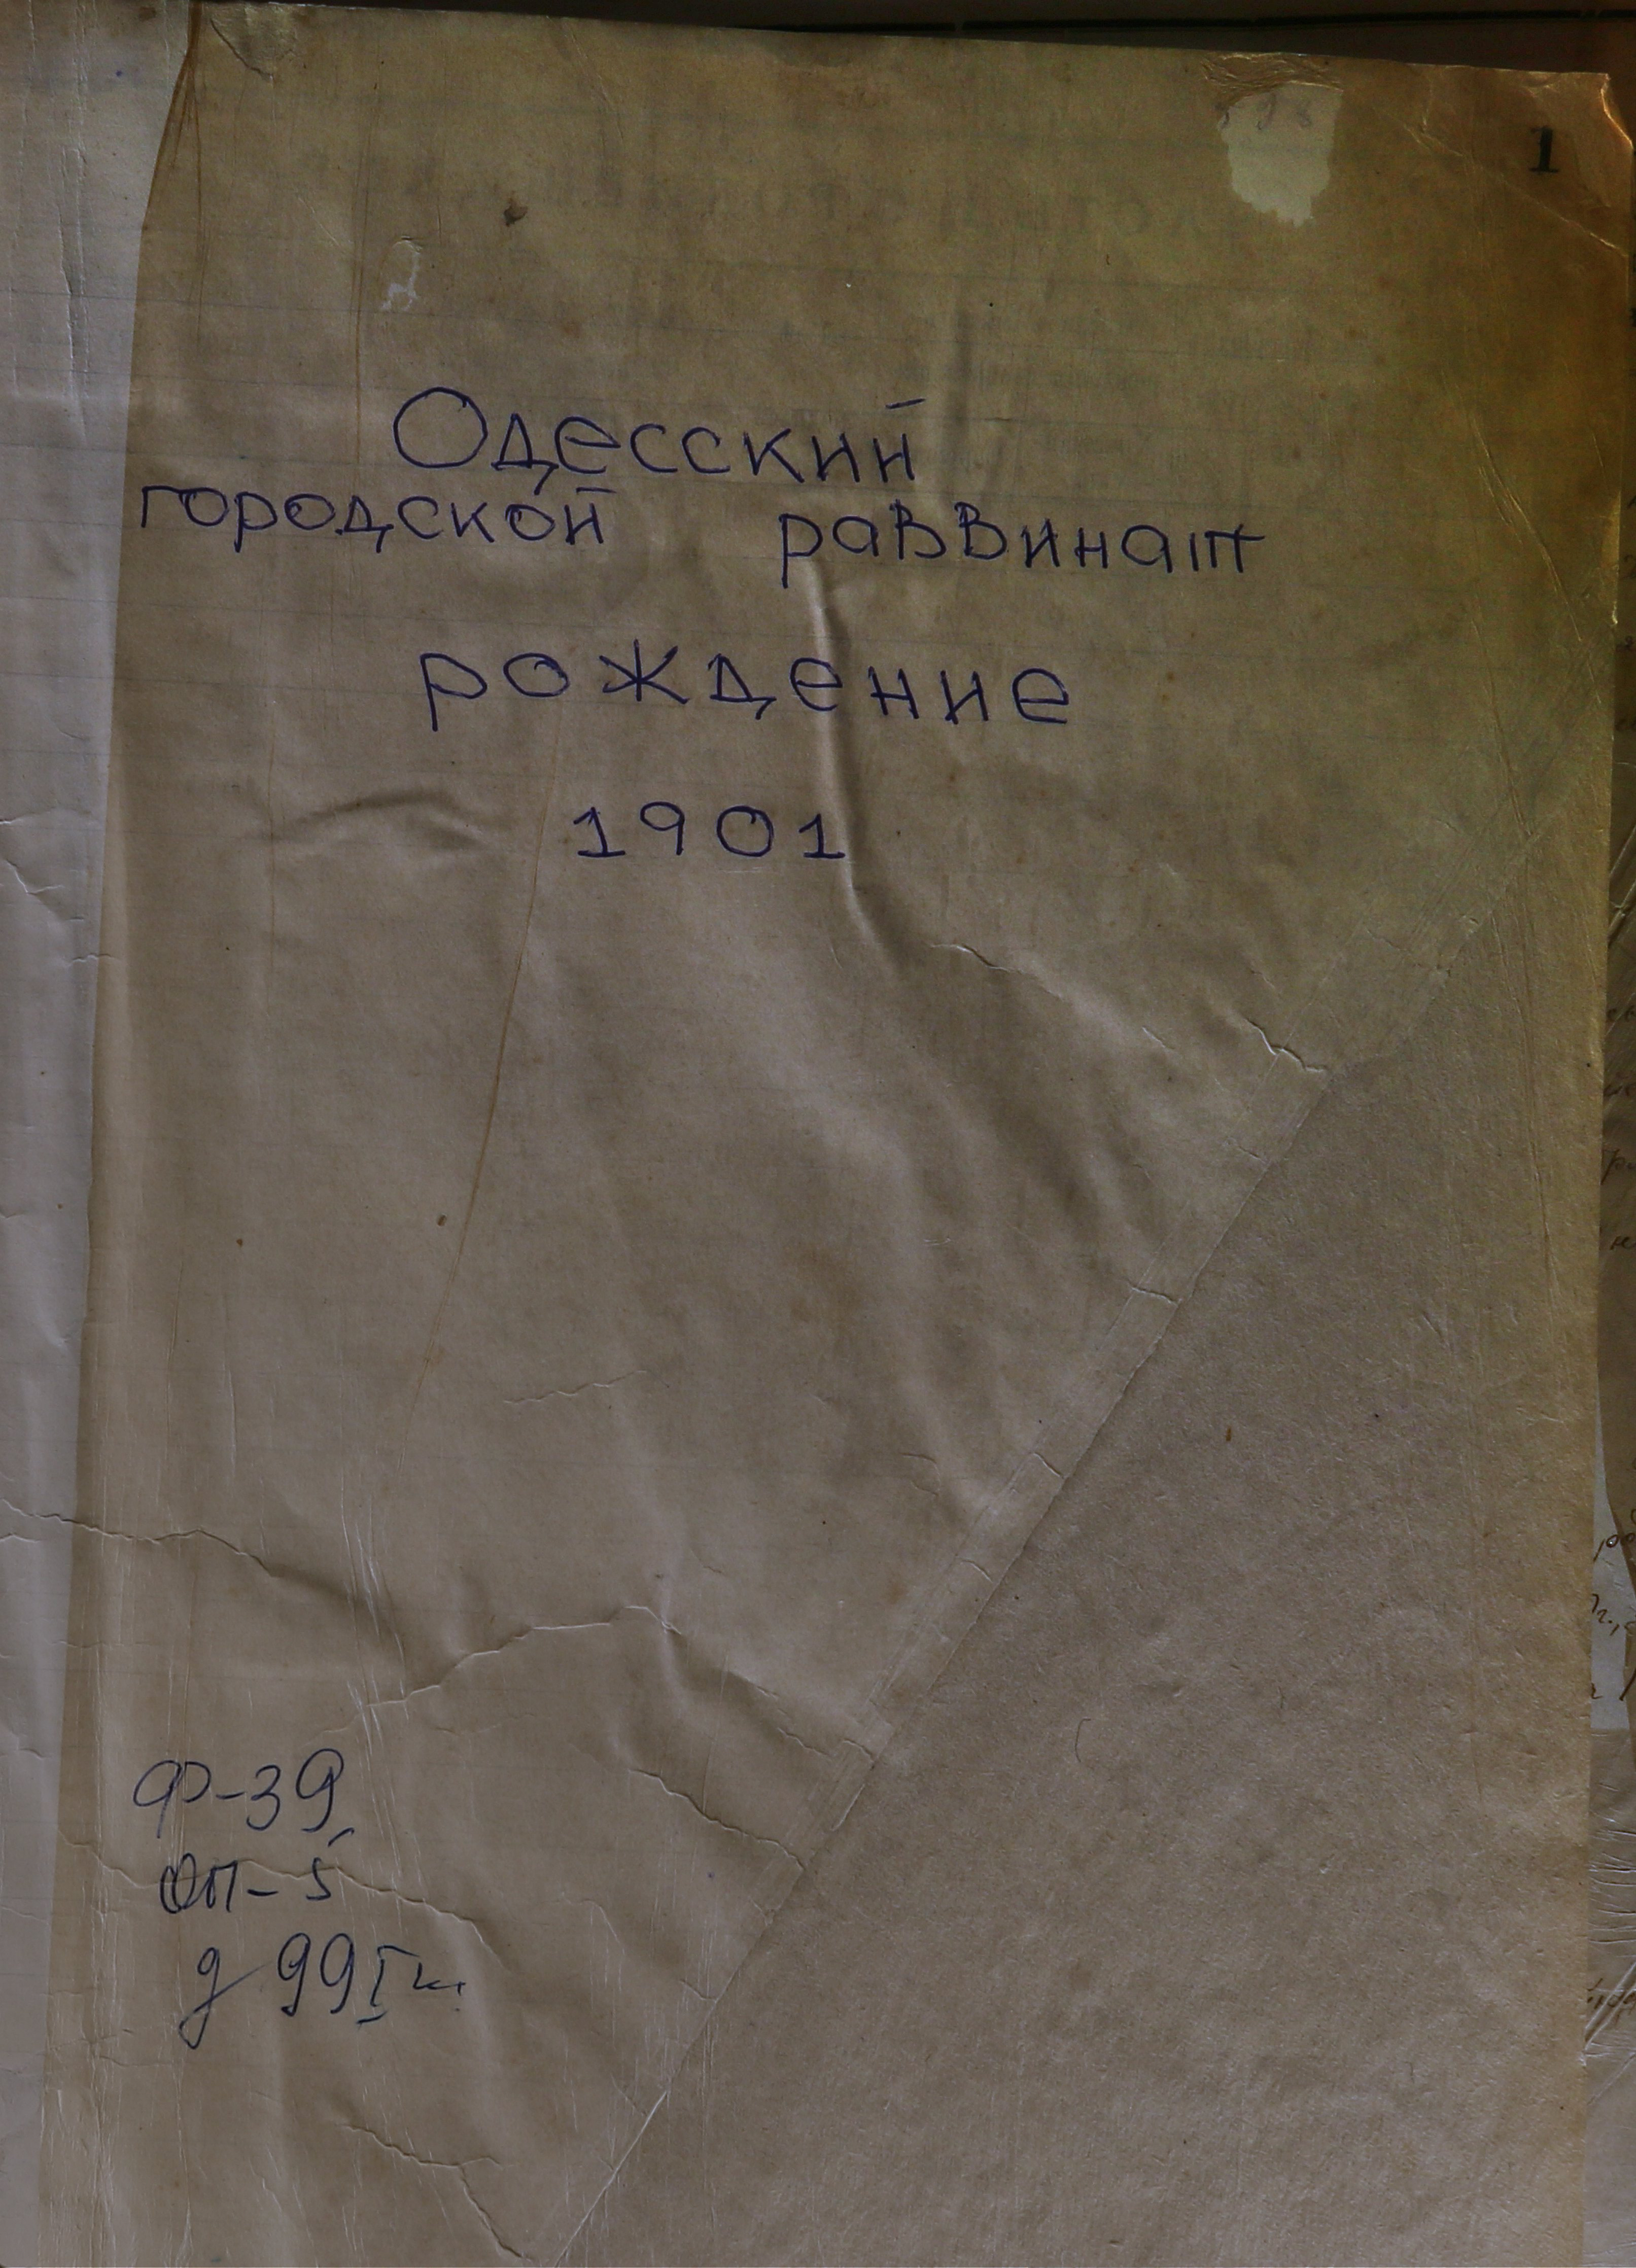 1
Одесский
городской раввинат
рождение
1901
Ф-39
оп-5
д 99 I